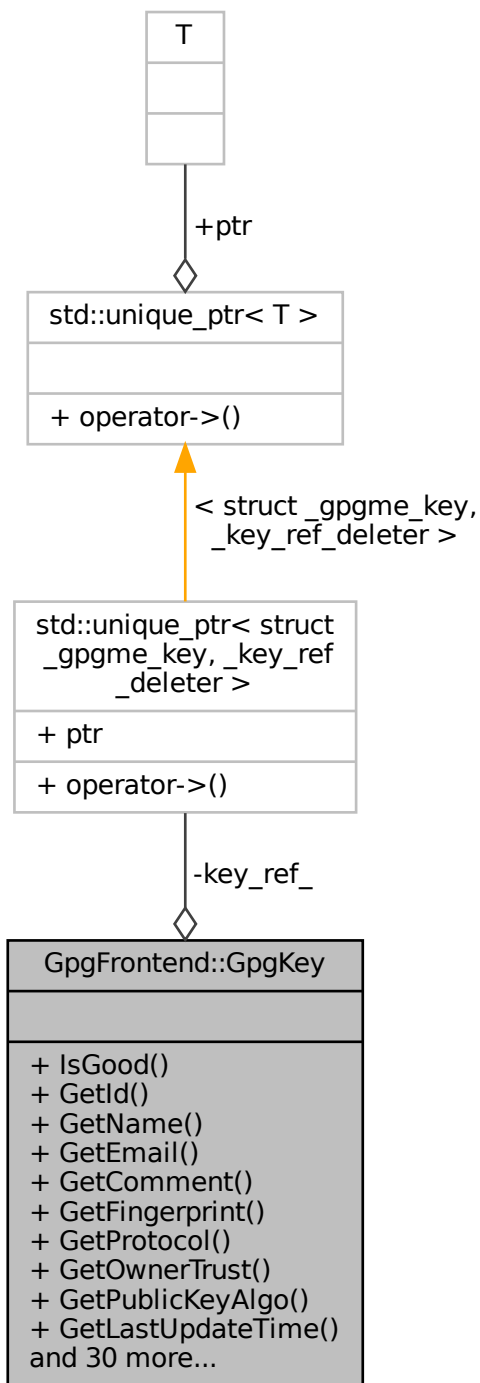 T
+ptr
std::unique_ptr< T >
+ operator->()
< struct _gpgme_key,
_key_ref_deleter >
std::unique_ptr< struct
_gpgme_key, _key_ref
_deleter >
+ ptr
+ operator->()
-key_ref_
GpgFrontend::GpgKey
+ IsGood()
+ GetId()
+ GetName()
+ GetEmail()
+ GetComment()
+ GetFingerprint()
+ GetProtocol()
+ GetOwnerTrust()
+ GetPublicKeyAlgo()
+ GetLastUpdateTime()
and 30 more...